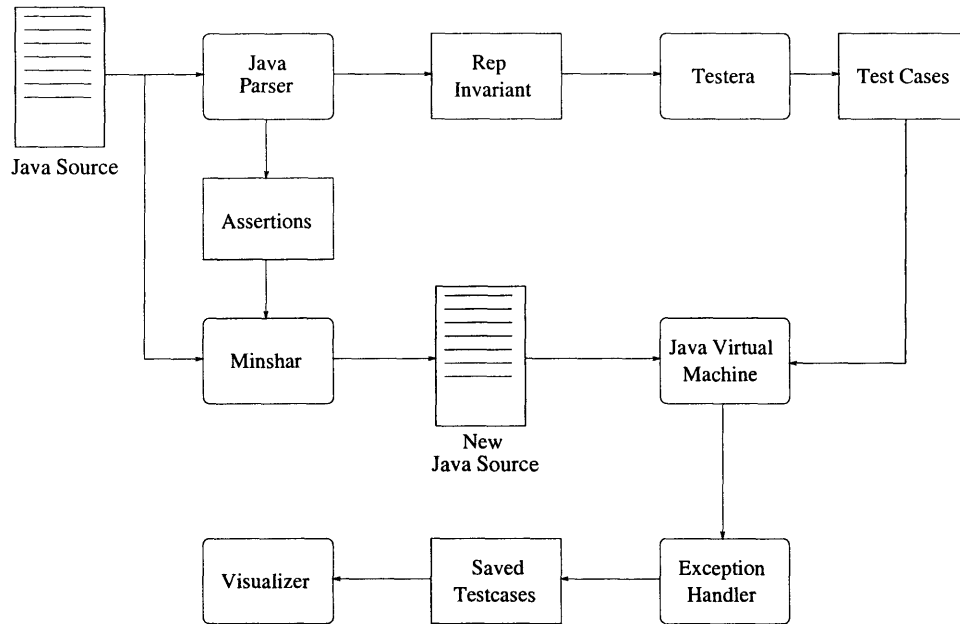 Java
Parser
Rep
Invariant
Testera
Test Cases
Java Source
Assertions
Minshar
Java Virtual
Machine
New
Java Source
Visualizer
Saved
Testcases
Exception
Handler